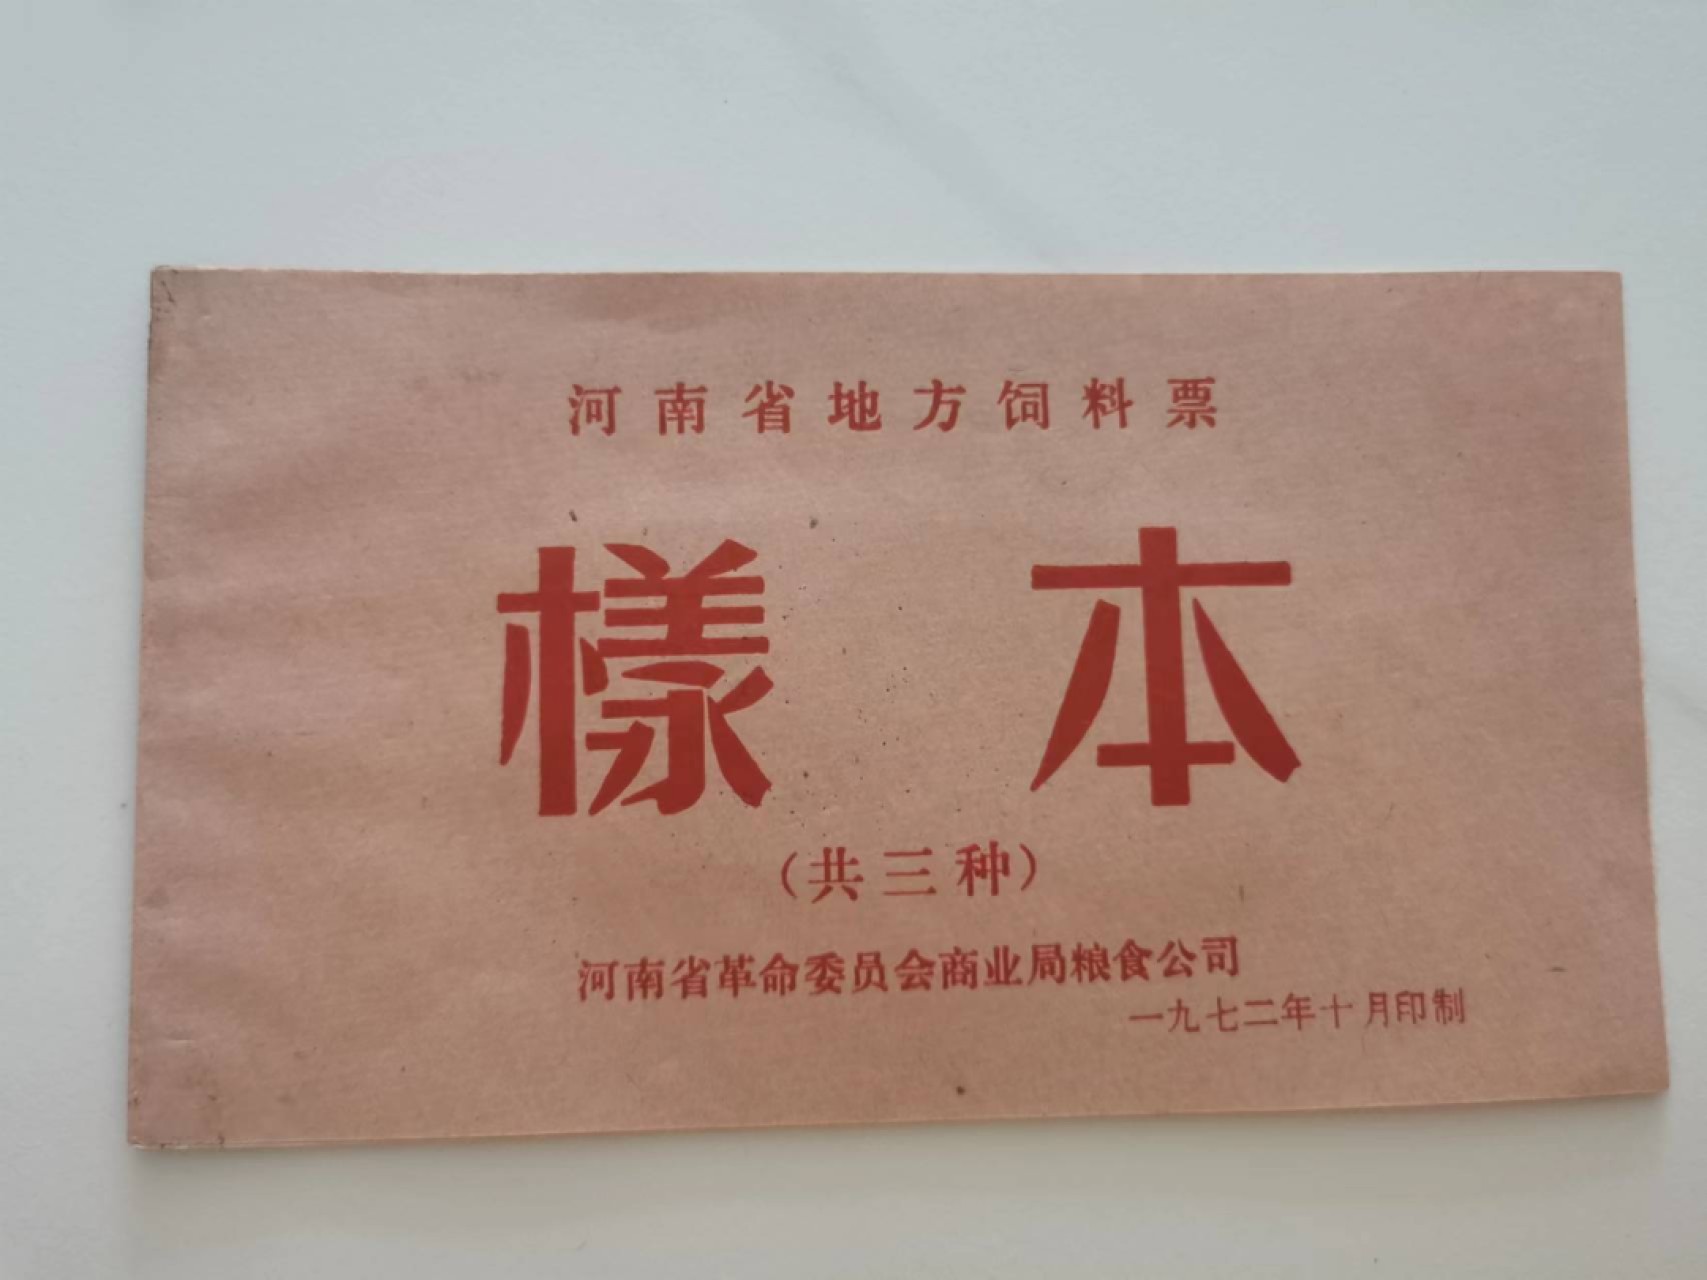 河南省地方饲料票
樣本
（共三种）
河南省革命委员会商业局粮食公司
一九七二年十月印制